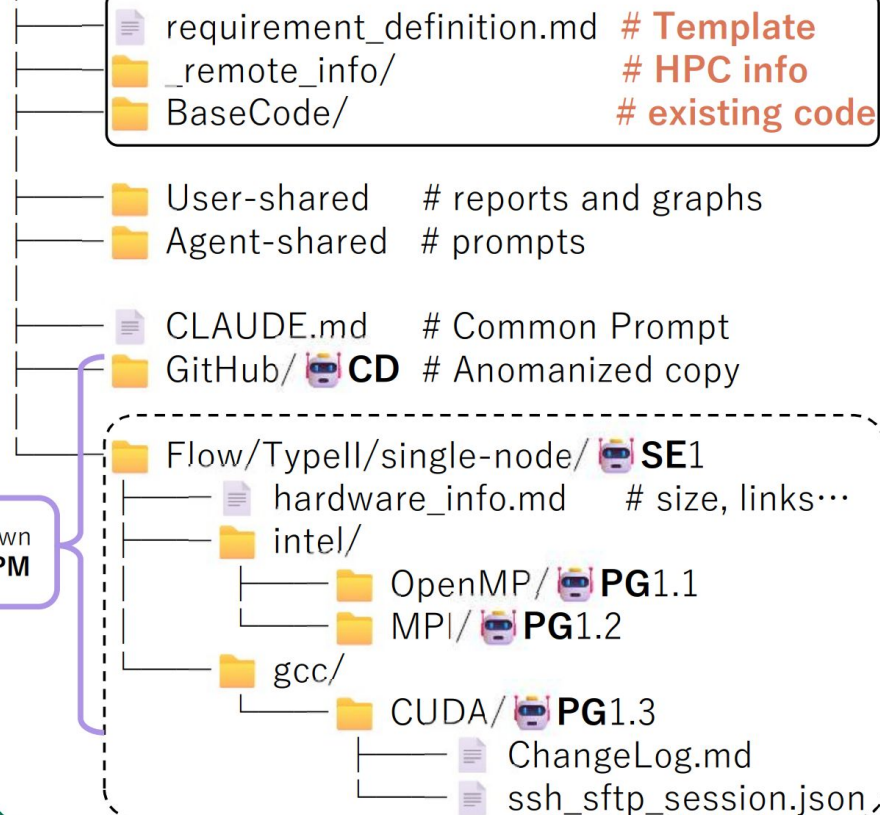 requirement_definition.md # Template
_remote_info/ # HPC info
BaseCode/ # existing code
User-shared # reports and graphs
Agent-shared # prompts
CLAUDE.md # Common Prompt
GitHub/ CD # Anomanized copy
Flow/TypeII/single-node/ SE1
hardware_info.md # size, links…
wn
PM
intel/
OpenMP/ PG1.1
MPI/ PG1.2
gcc/
CUDA/ PG1.3
ChangeLog.md
ssh_sftp_session.json